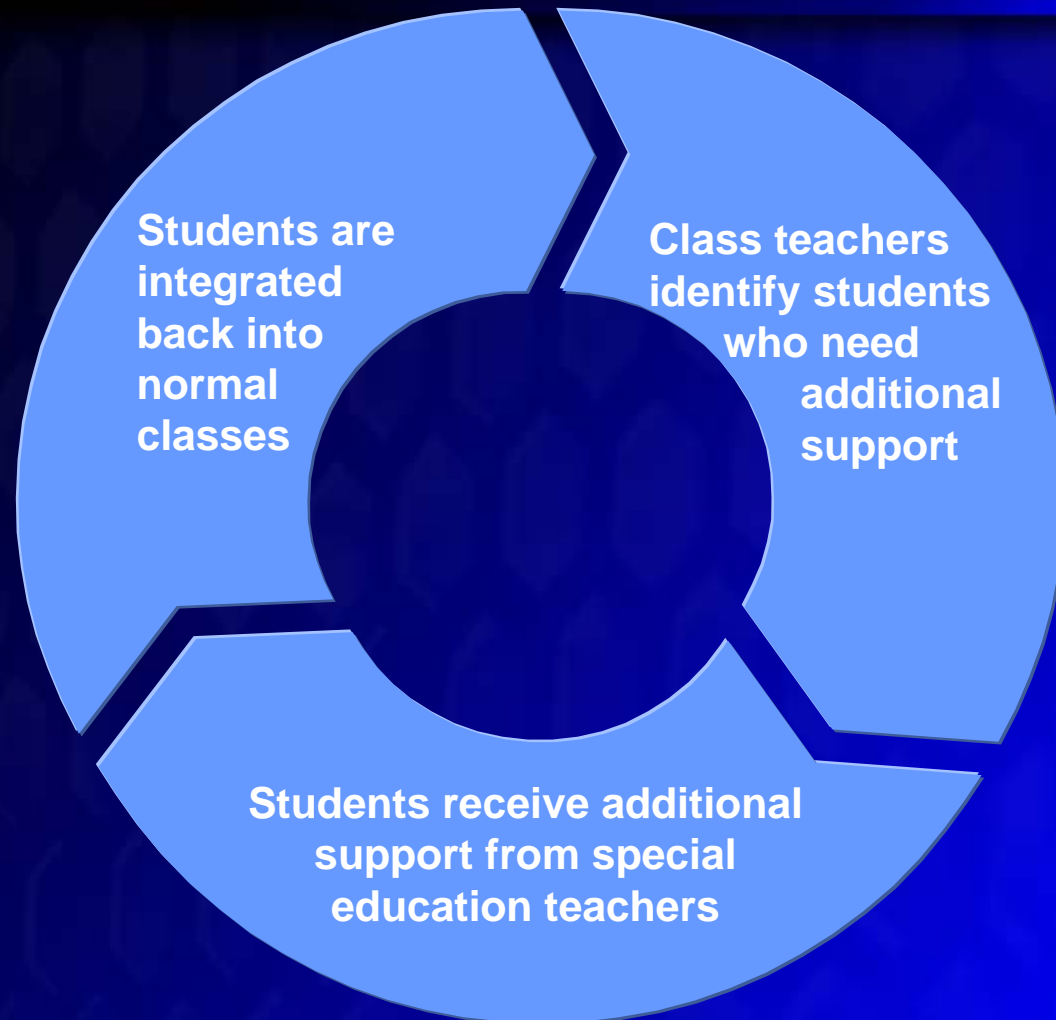 Students are
integrated
back into
normal
classes
Class teachers
identify students
who need
additional
support
Students receive additional
support from special
education teachers